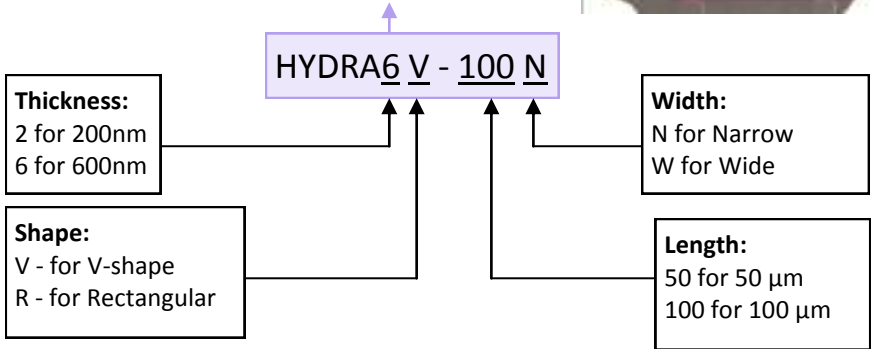 HYDRA6 V - 100 N
Thickness:
2 for 200nm
6 for 600nm
Width:
N for Narrow
W for Wide
Shape:
V - for V-shape
R - for Rectangular
Length:
50 for 50 µm
100 for 100 µm